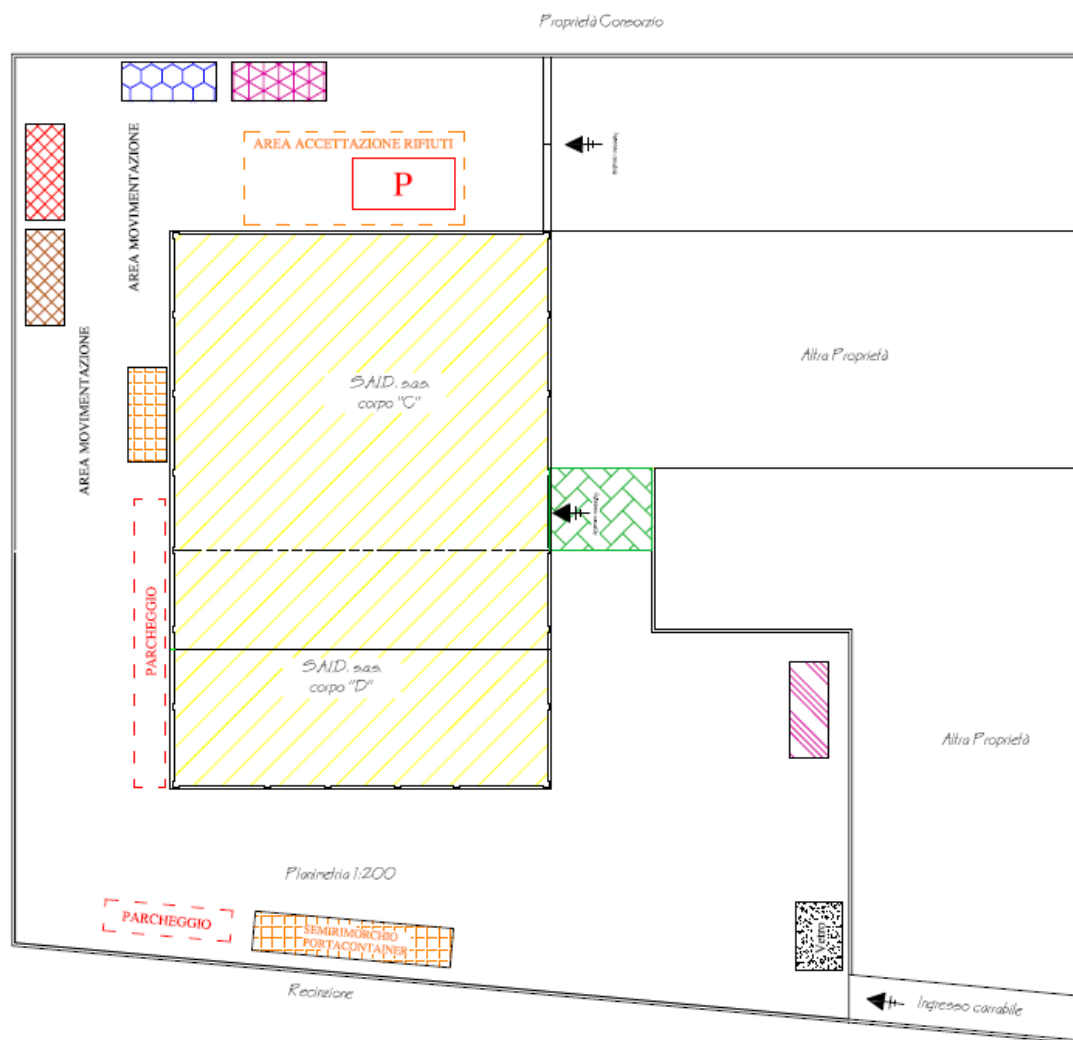 Proprietà Consorzio
AREA ACCETTAZIONE RIFIUTI
P
AREA MOVIMENTAZIONE
AREA MOVIMENTAZIONE
Altra Proprietà
S.A.I.D. s.a.s.
corpo "C"
PARCHEGGIO
S.A.I.D. s.a.s.
corpo "D"
Altra Proprietà
Planimetria 1:200
PARCHEGGIO
SEMIRIMORCHIO
PORTACONTAINER
Vetro
Recinzione
Ingresso carrabile